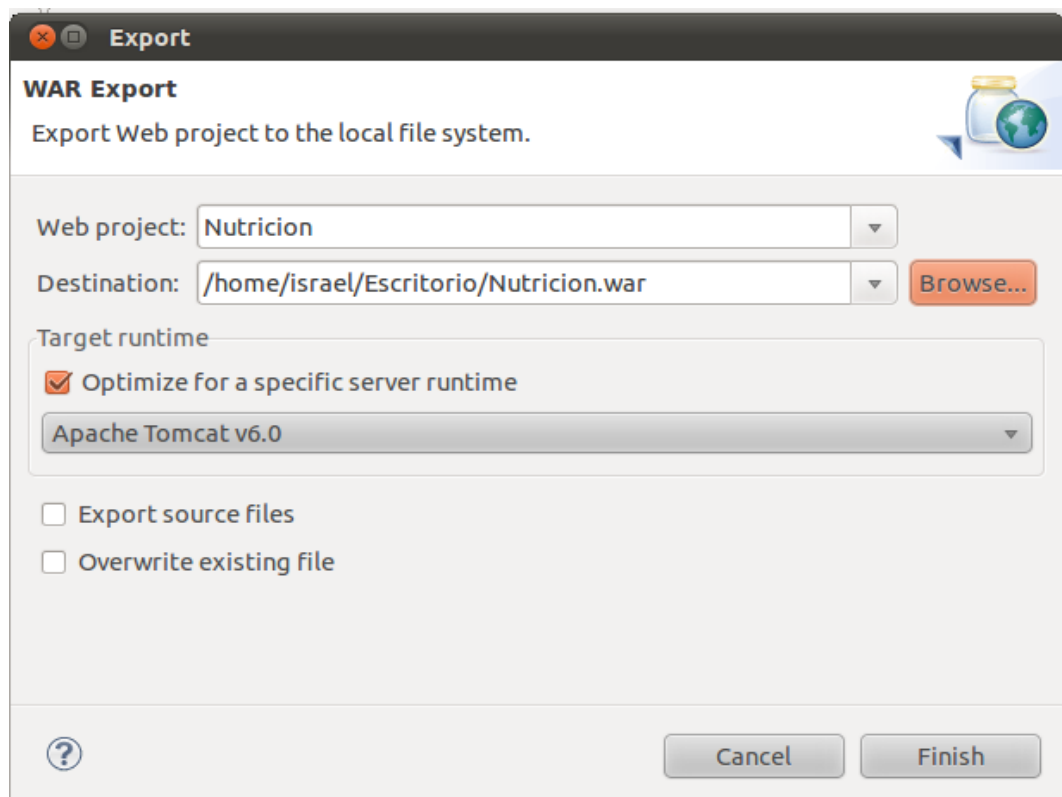 Export
WAR Export
Export Web project to the local file system.
Web project: Nutricion
Destination: /home/israel/Escritorio/Nutricion.war Browse...
Target runtime
Optimize for a specific server runtime
Apache Tomcat v6.0
Export source files
Overwrite existing file
? Cancel Finish